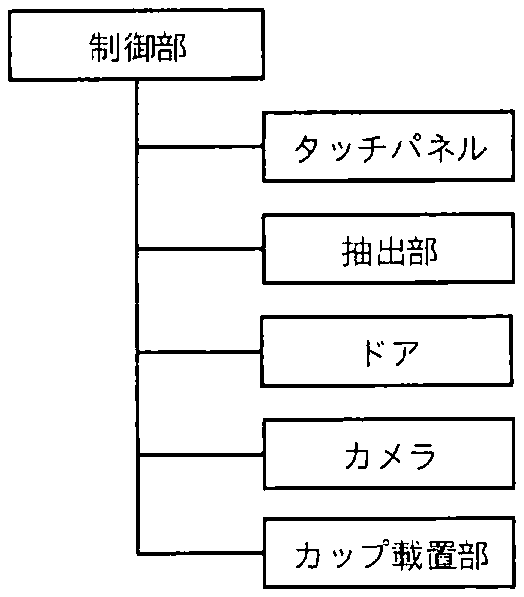 制御部
タッチパネル
抽出部
ドア
カメラ
カップ載置部